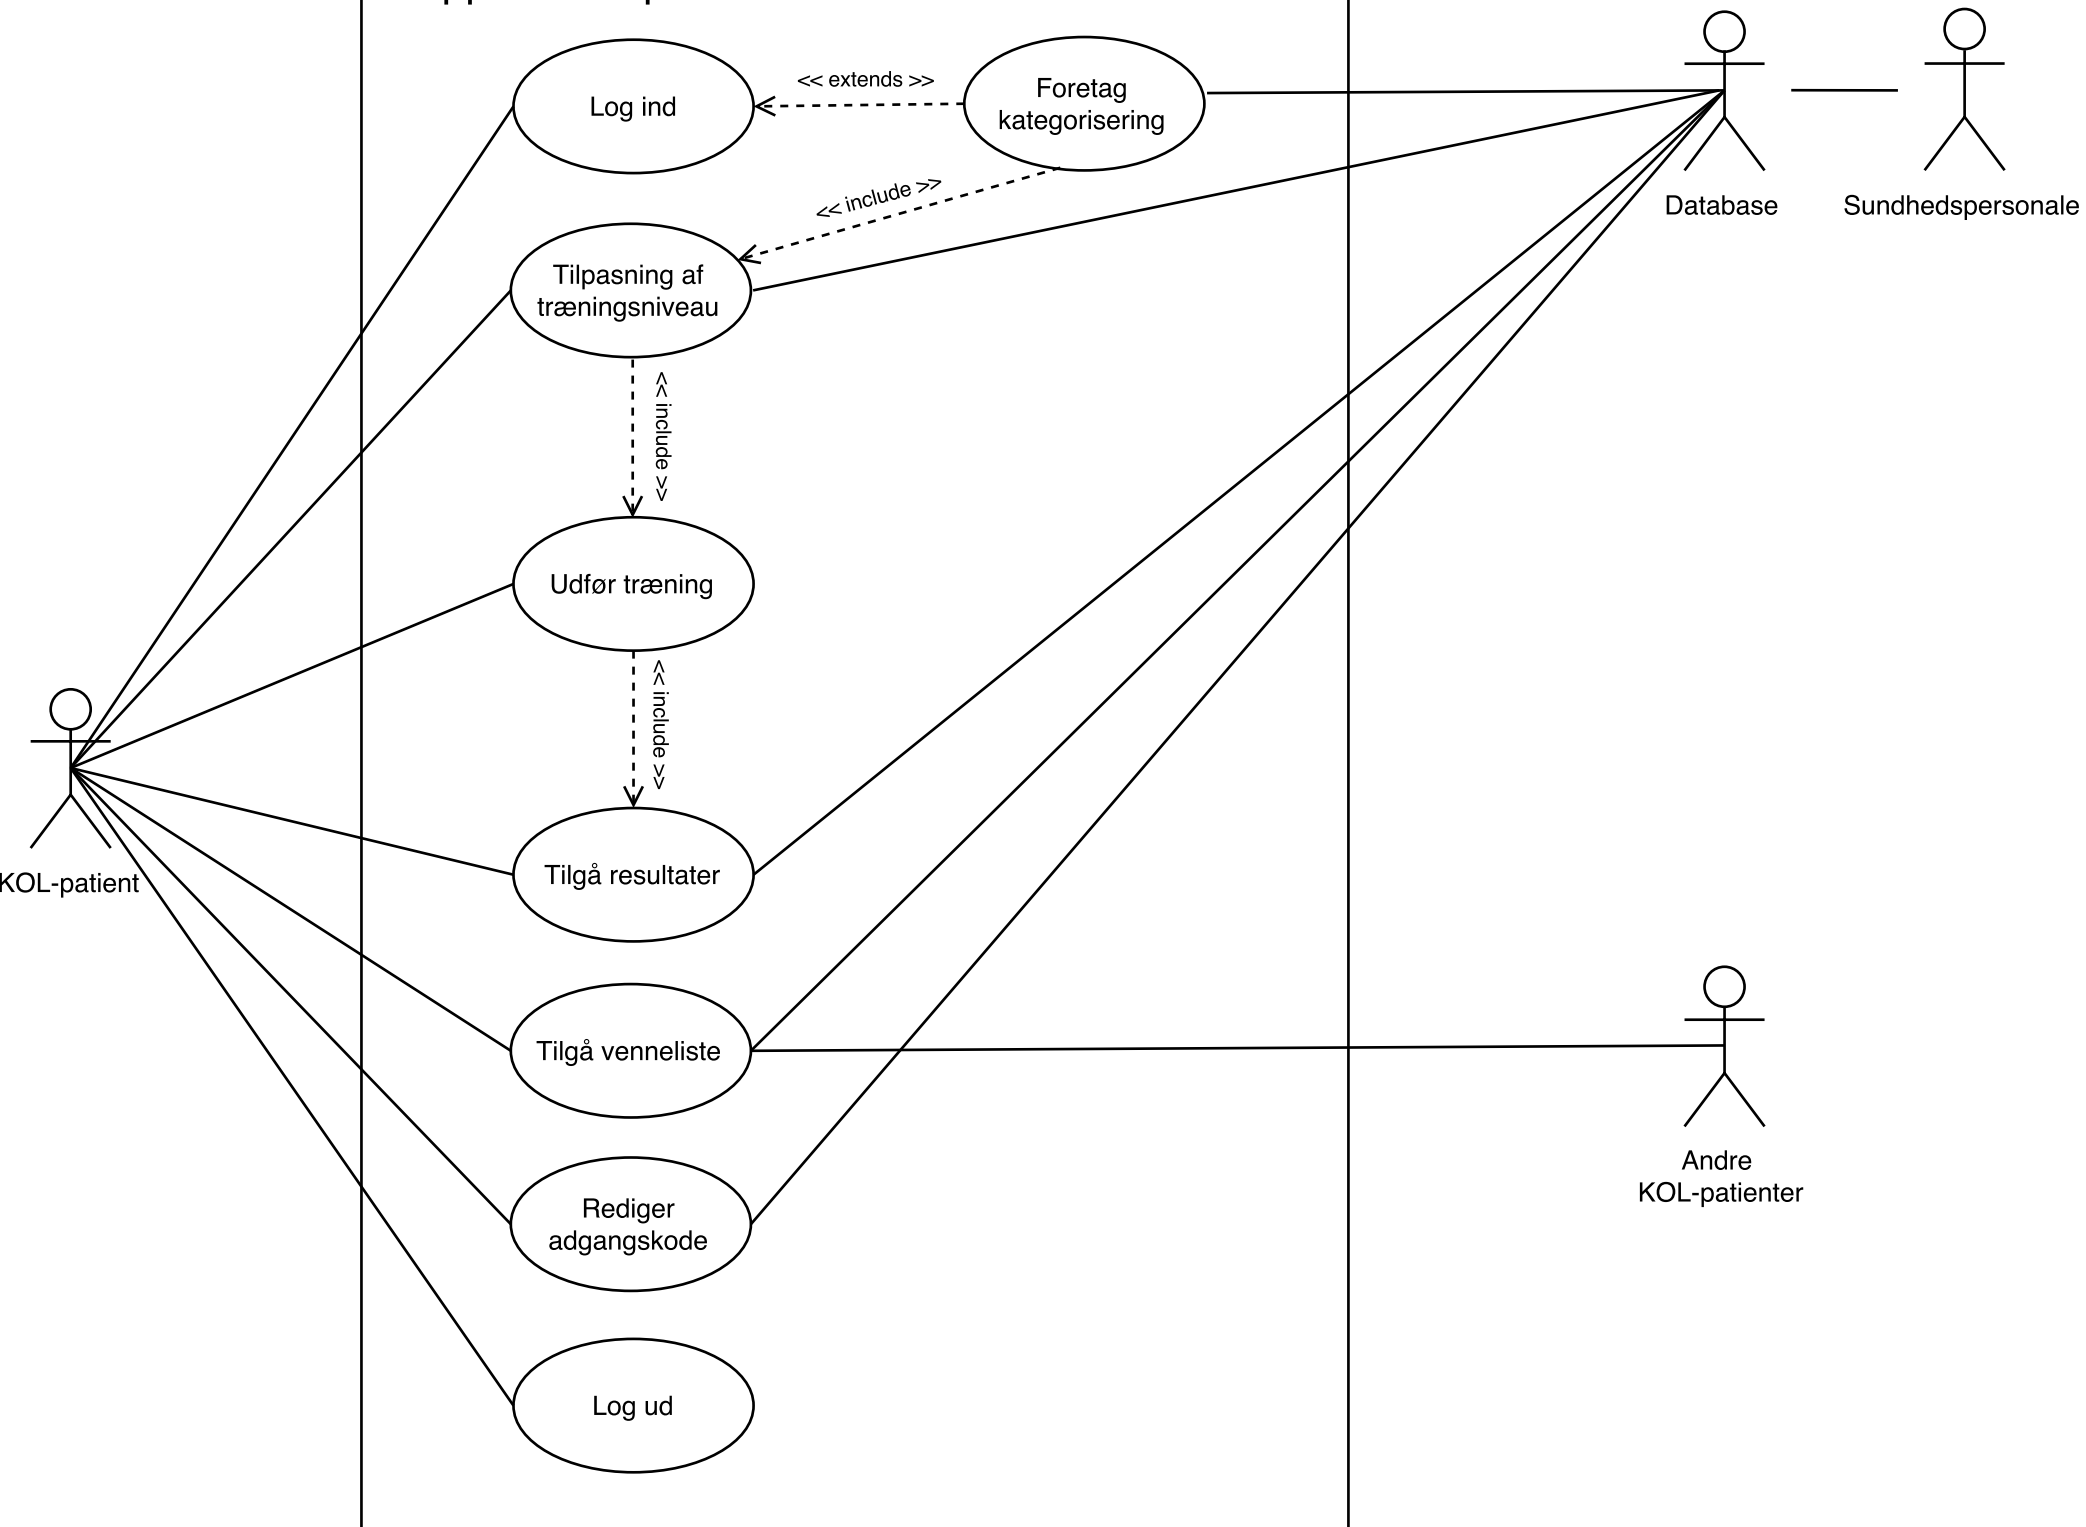 Log ind
<< extends >>
Foretag
kategorisering
Database
Sundhedspersonale
<< include >>
Tilpasning af
træningsniveau
<< include >>
Udfør træning
<< include >>
KOL-patient
Tilgå resultater
Tilgå venneliste
Andre
KOL-patienter
Rediger
adgangskode
Log ud